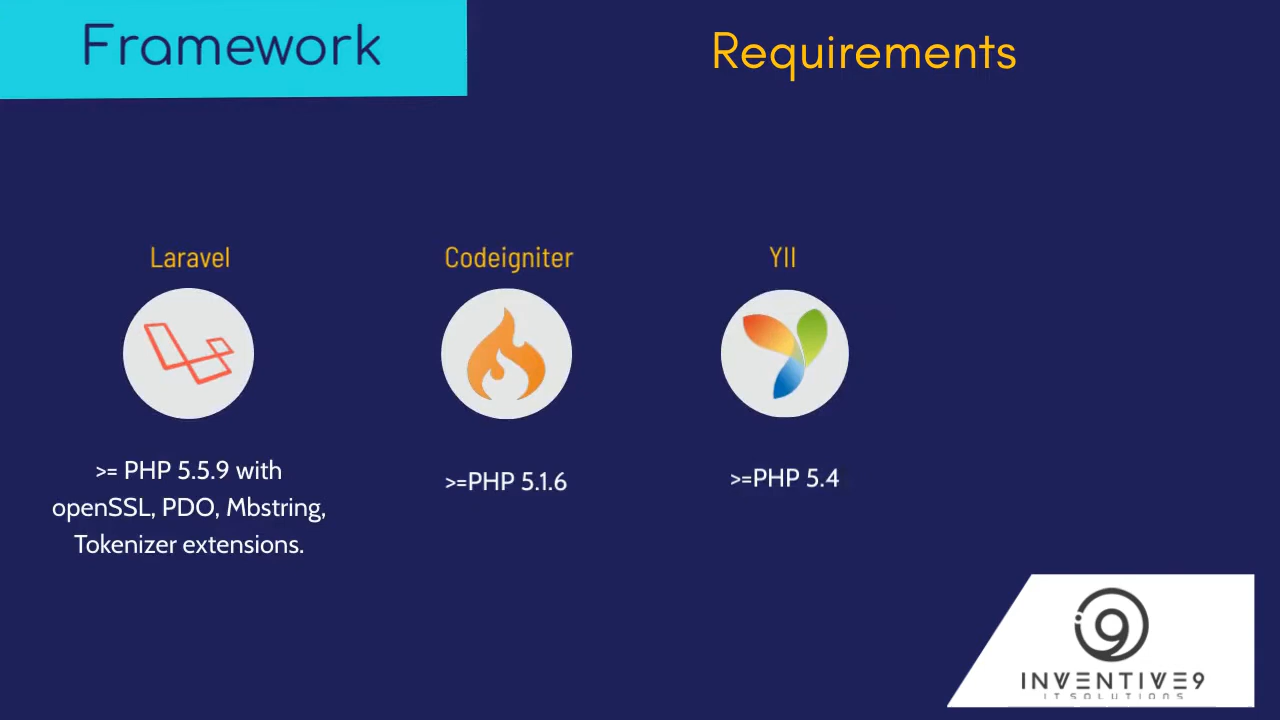 Framework
Requirements
Laravel
Codeigniter
YII
>= PHP 5.5.9 with
openSSL, PDO, Mbstring,
Tokenizer extensions.
>=PHP 5.1.6
>=PHP 5.4
INVENTIVE9
IT SOLUTIONS